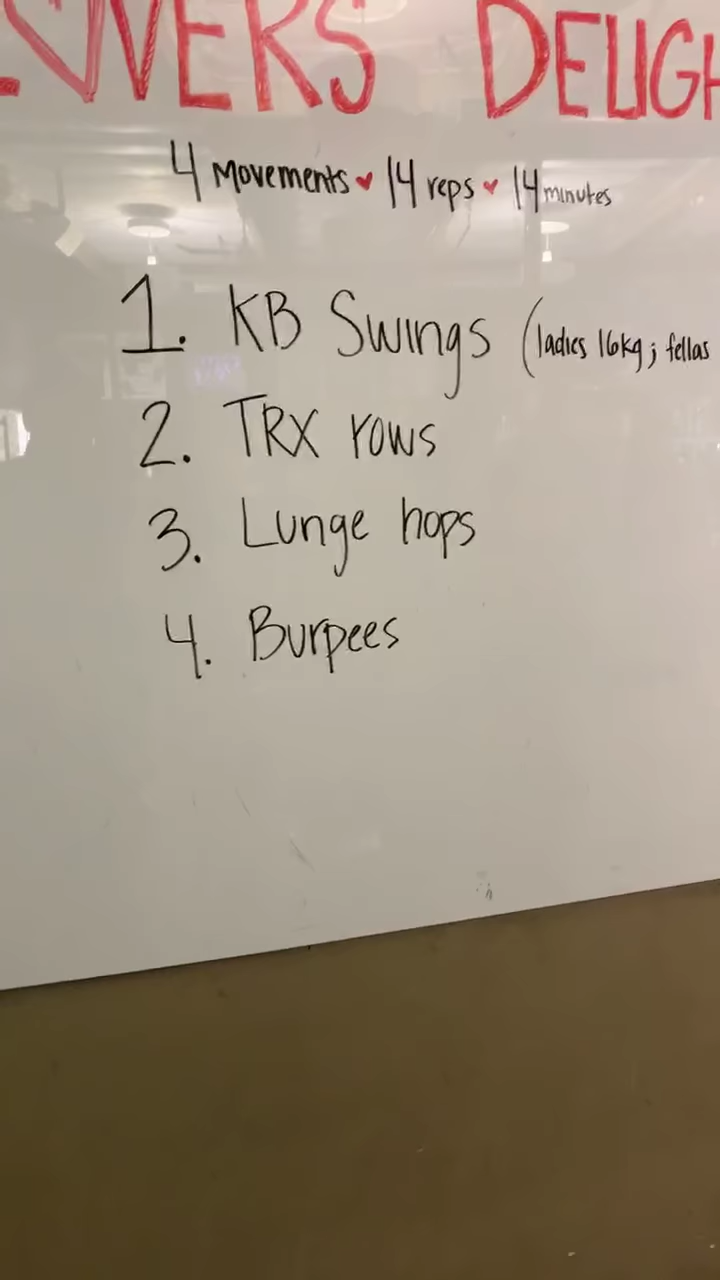 LOVERS DELIGH
4 Movements ♥ 14 reps ♥ 14 minutes
1. KB Swings (ladies 16kg; fellas
2. TRX rows
3. Lunge hops
4. Burpees